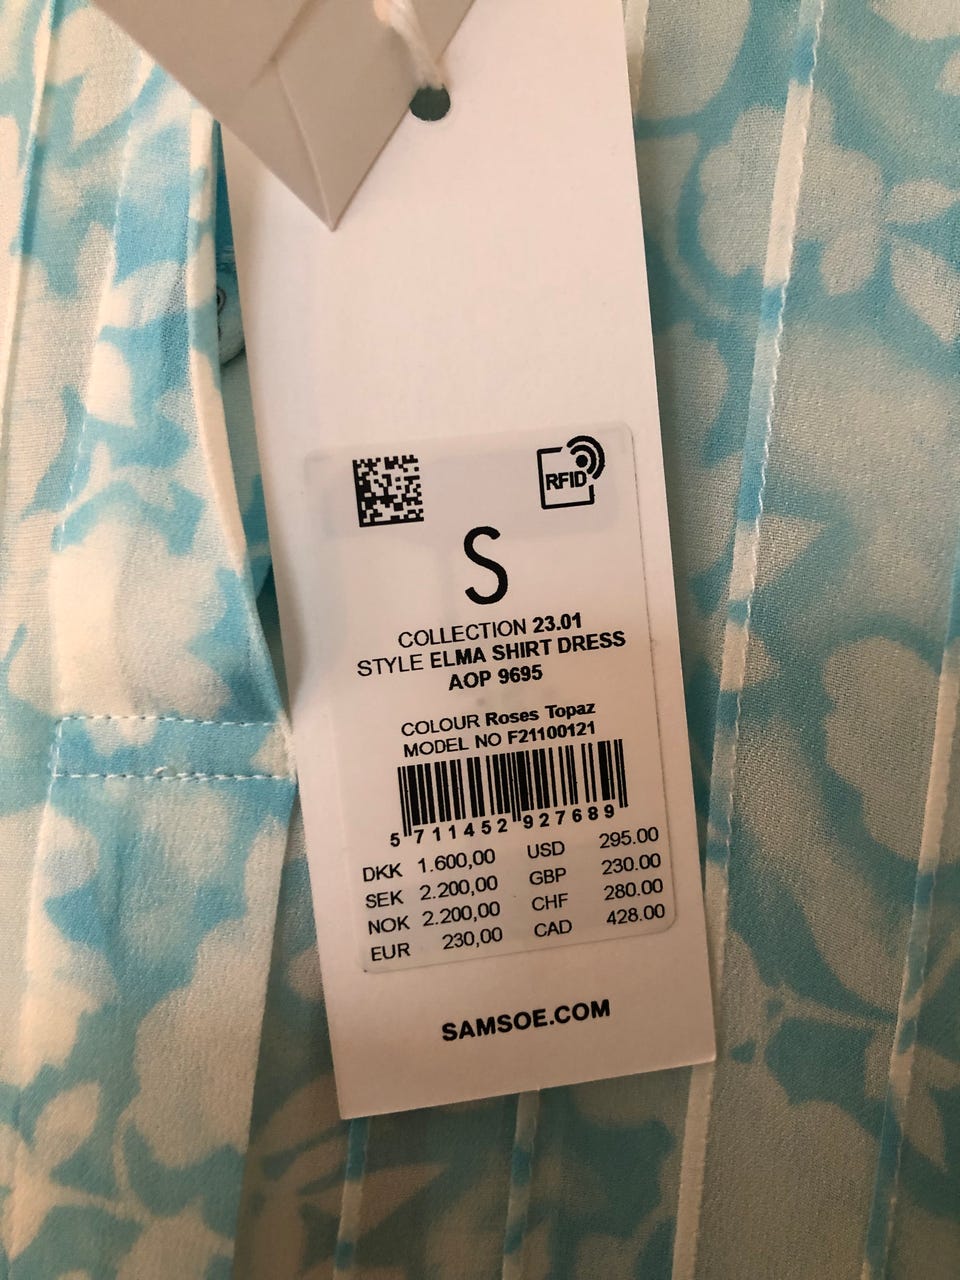 RFID
S
COLLECTION 23.01
STYLE ELMA SHIRT DRESS
AOP 9695
COLOUR Roses Topaz
MODEL NO F21100121
5 711452 927689
DKK 1.600,00 USD 295.00
SEK 2.200,00 GBP 230.00
NOK 2.200,00 CHF 280.00
EUR 230,00 CAD 428.00
SAMSOE.COM